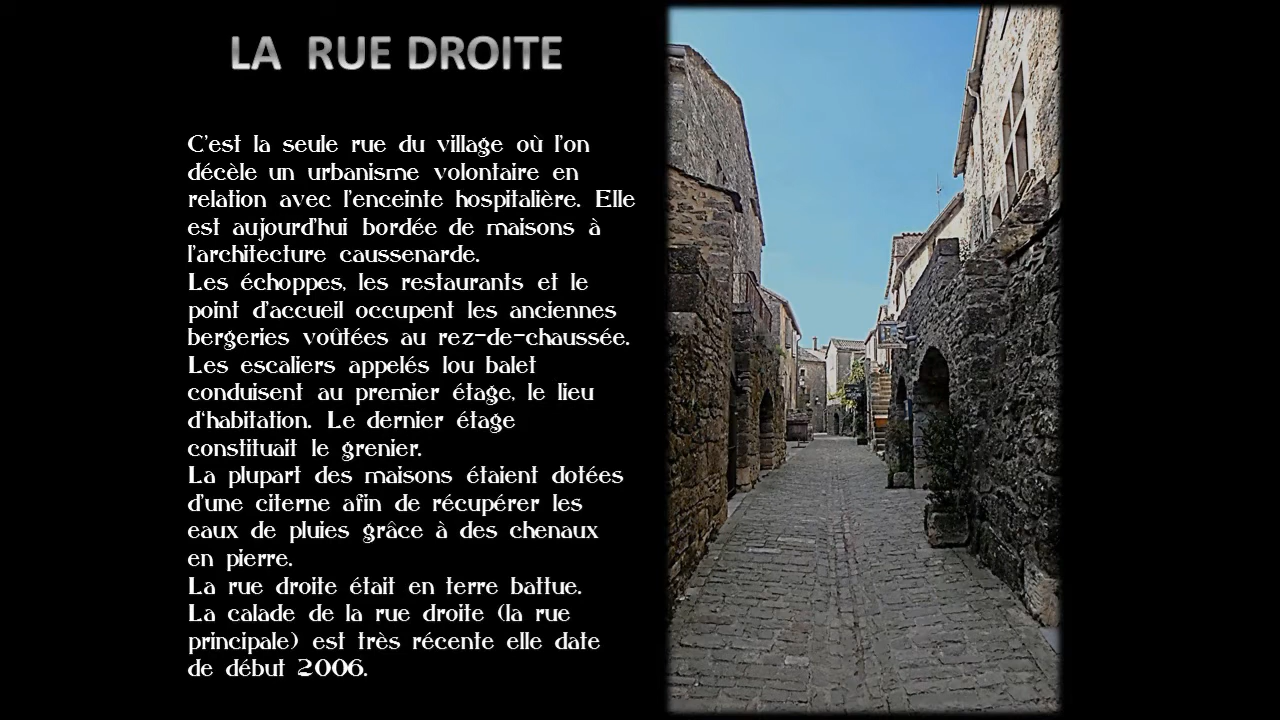 LA RUE DROITE
C'est la seule rue du village où l'on
décèle un urbanisme volontaire en
relation avec l'enceinte hospitalière. Elle
est aujourd'hui bordée de maisons à
l'architecture caussenarde.
Les échoppes, les restaurants et le
point d'accueil occupent les anciennes
bergeries voûtées au rez-de-chaussée.
Les escaliers appelés lou balet
conduisent au premier étage, le lieu
d'habitation. Le dernier étage
constituait le grenier.
La plupart des maisons étaient dotées
d'une citerne afin de récupérer les
eaux de pluies grâce à des chenaux
en pierre.
La rue droite était en terre battue.
La calade de la rue droite (la rue
principale) est très récente elle date
de début 2006.